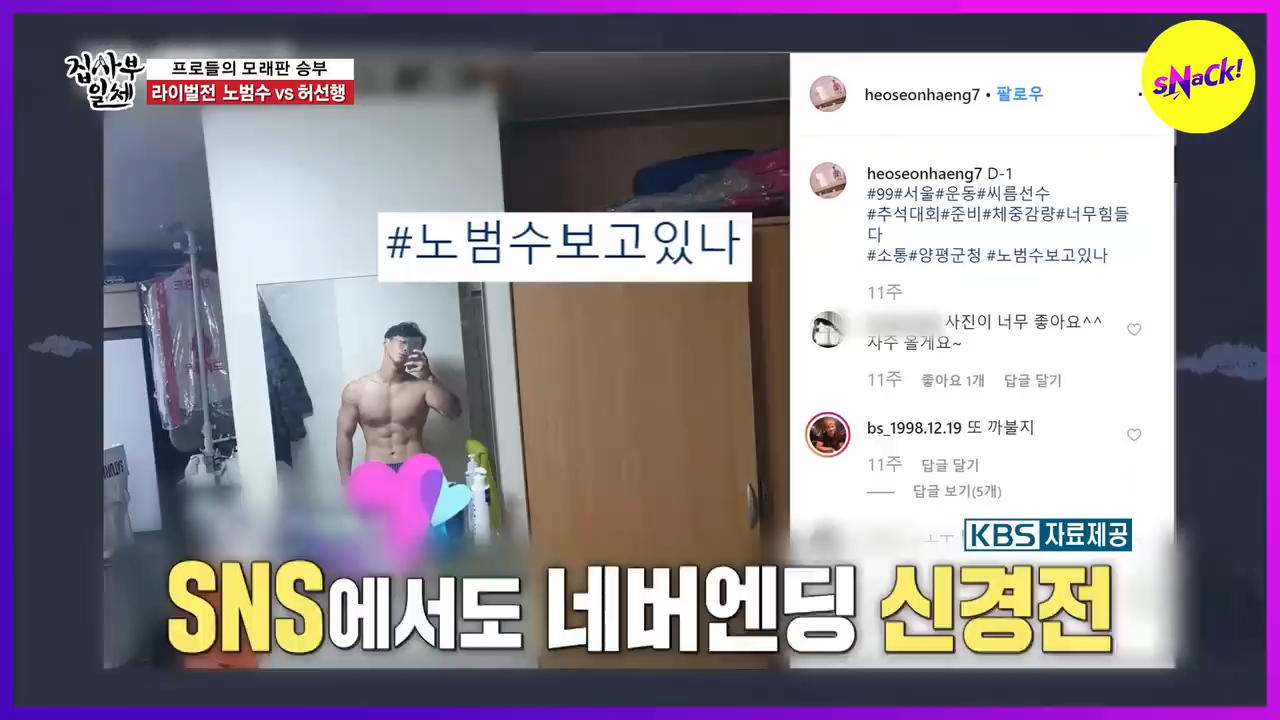 집사부
일체
프로들의 모래판 승부
라이벌전 노범수 vs 허선행
sNacK!
heoseonhaeng7 • 팔로우
heoseonhaeng7 D-1
#99#서울#운동#씨름선수
#추석대회#준비#체중감량#너무힘들
다
#소통#양평군청 #노범수보고있나
11주
사진이 너무 좋아요^^
자주 올게요~
11주 좋아요 1개 답글 달기
bs_1998.12.19 또 까불지
11주 답글 달기
답글 보기(5개)
#노범수보고있나
KBS 자료제공
SNS에서도 네버엔딩 신경전